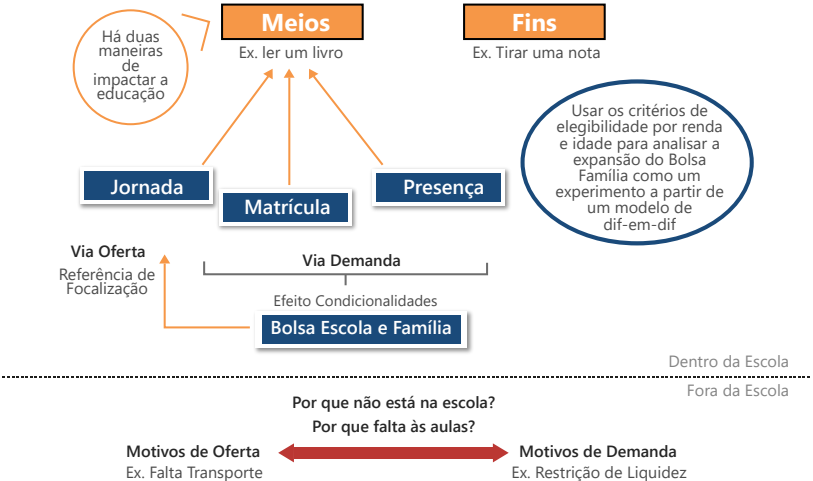 Há duas
maneiras
de
impactar a
educação
Meios
Ex. ler um livro
Fins
Ex. Tirar uma nota
Usar os critérios de
elegibilidade por renda
e idade para analisar a
expansão do Bolsa
Família como um
experimento a partir de
um modelo de
dif-em-dif
Jornada
Matrícula
Presença
Via Oferta
Referência de
Focalização
Via Demanda
Efeito Condicionalidades
Bolsa Escola e Família
Dentro da Escola
Fora da Escola
Por que não está na escola?
Por que falta às aulas?
Motivos de Oferta
Ex. Falta Transporte
Motivos de Demanda
Ex. Restrição de Liquidez